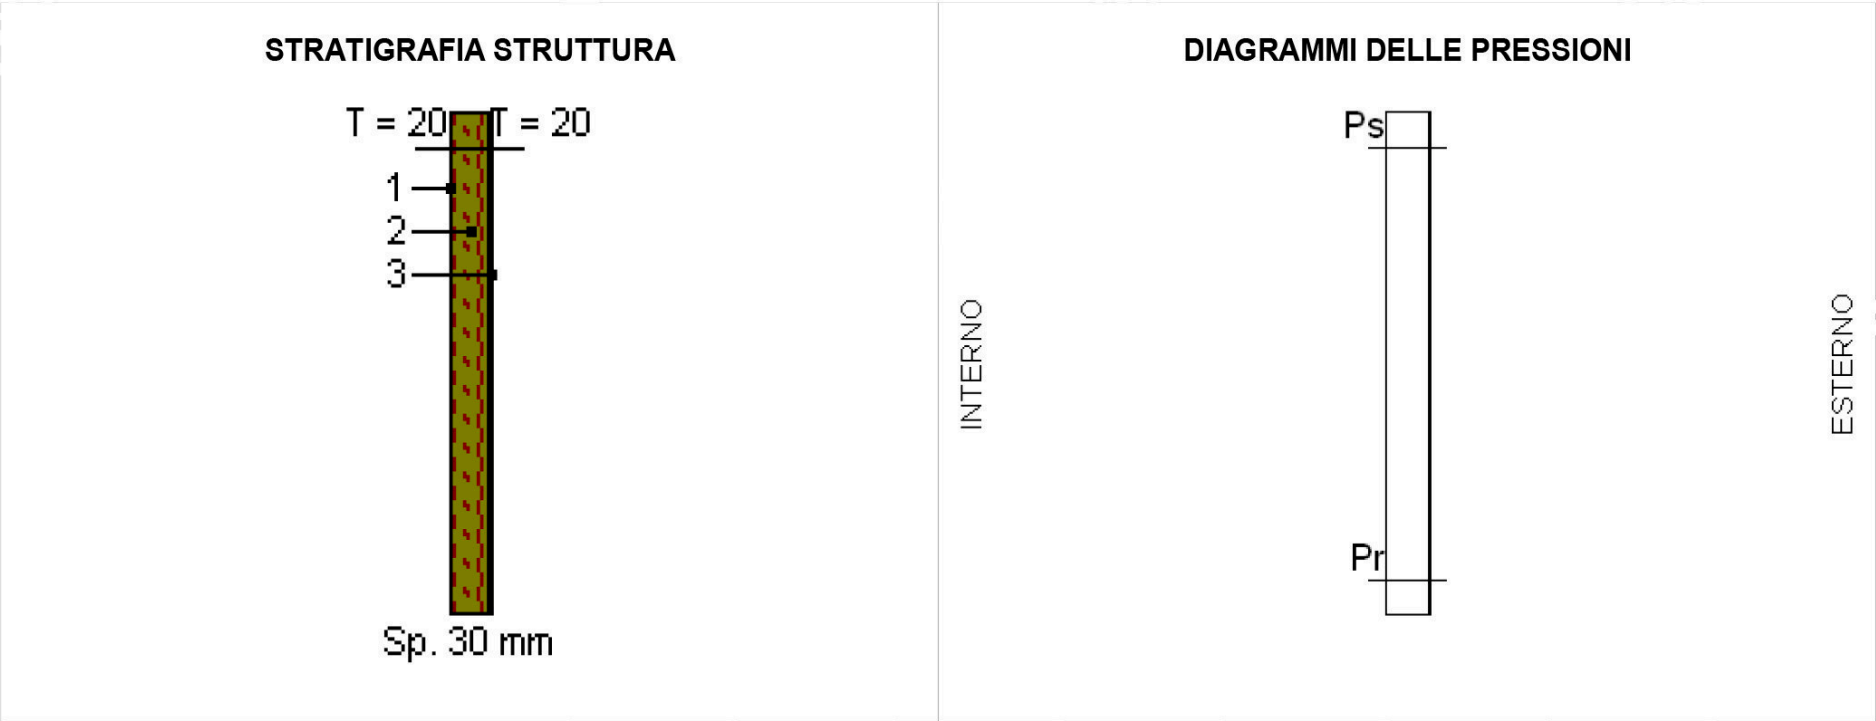 STRATIGRAFIA STRUTTURA
T = 20 T = 20
1
2
3
Sp. 30 mm
DIAGRAMMI DELLE PRESSIONI
Ps
INTERNO
ESTERNO
Pr